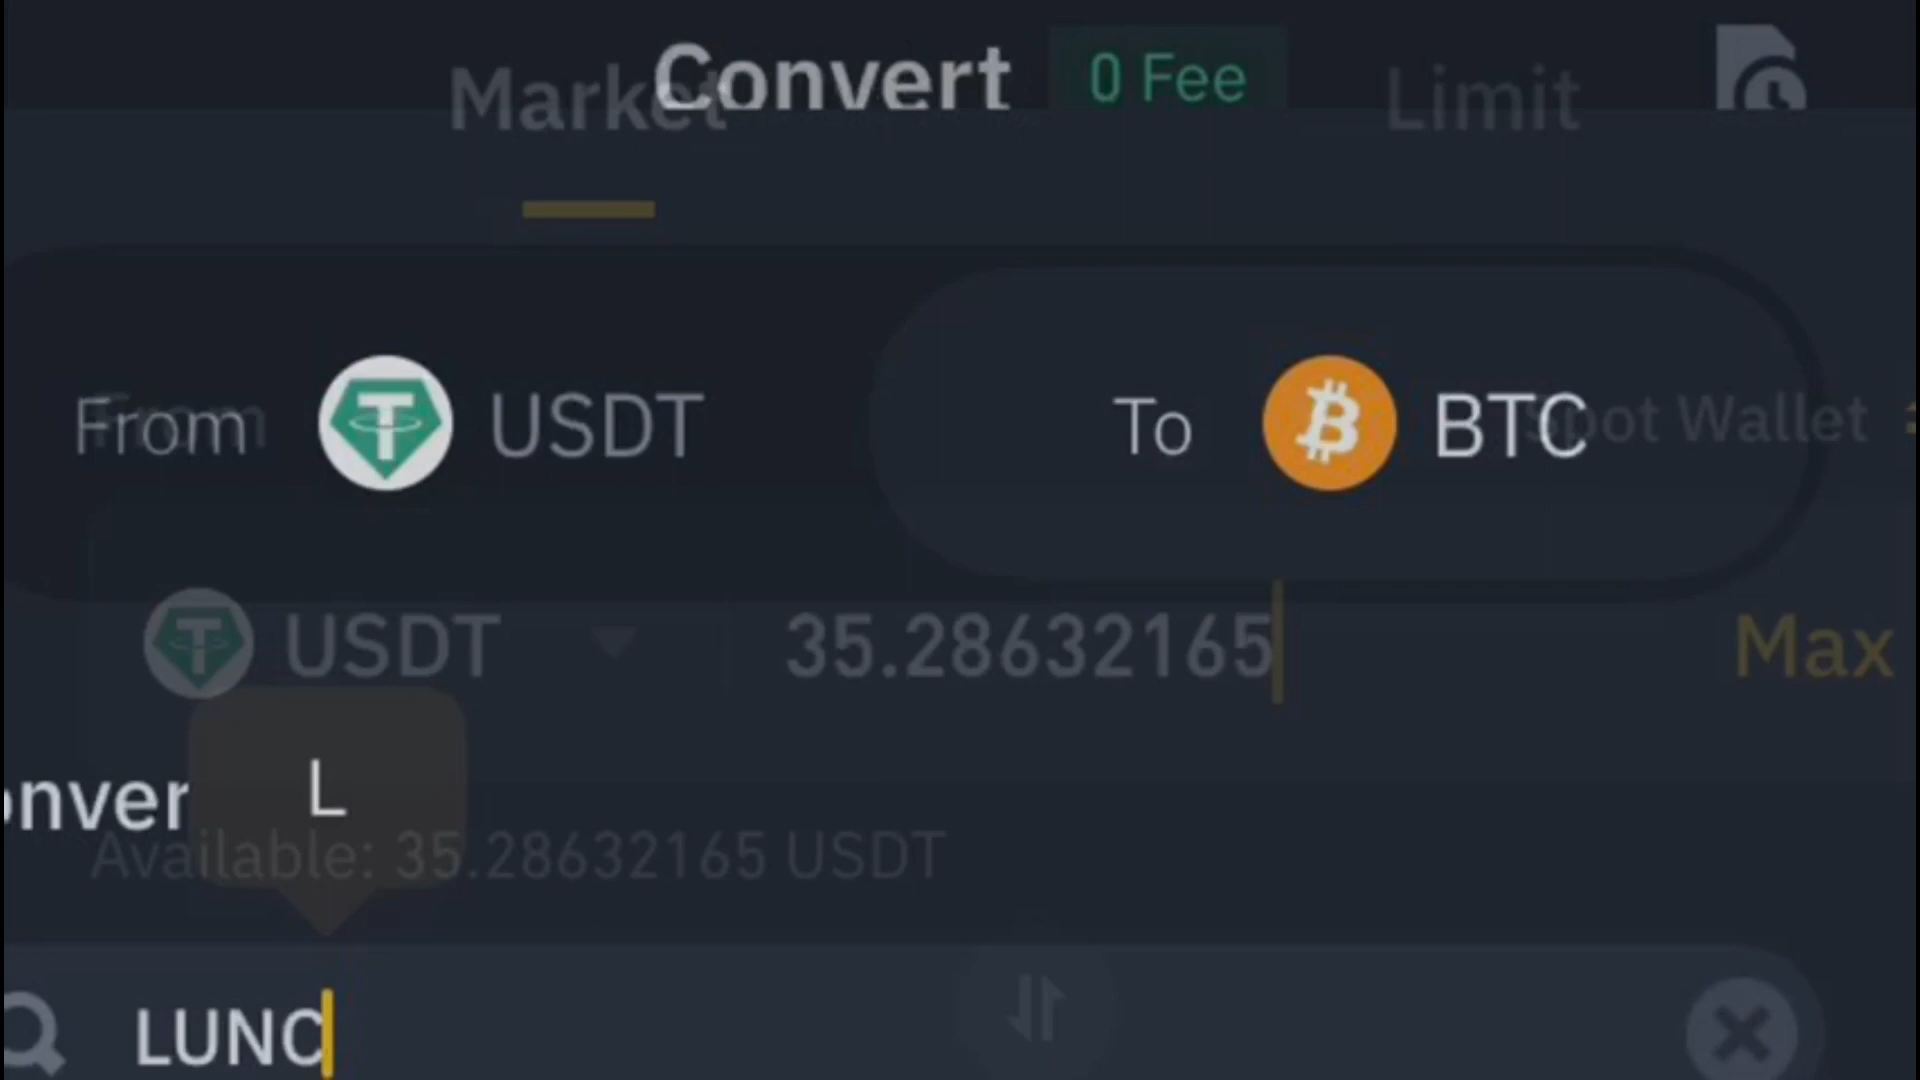 Convert 0 Fee
Market Limit
From USDT To BTC
From Spot Wallet
USDT 35.28632165 Max
L
onver
Available: 35.28632165 USDT
LUNC